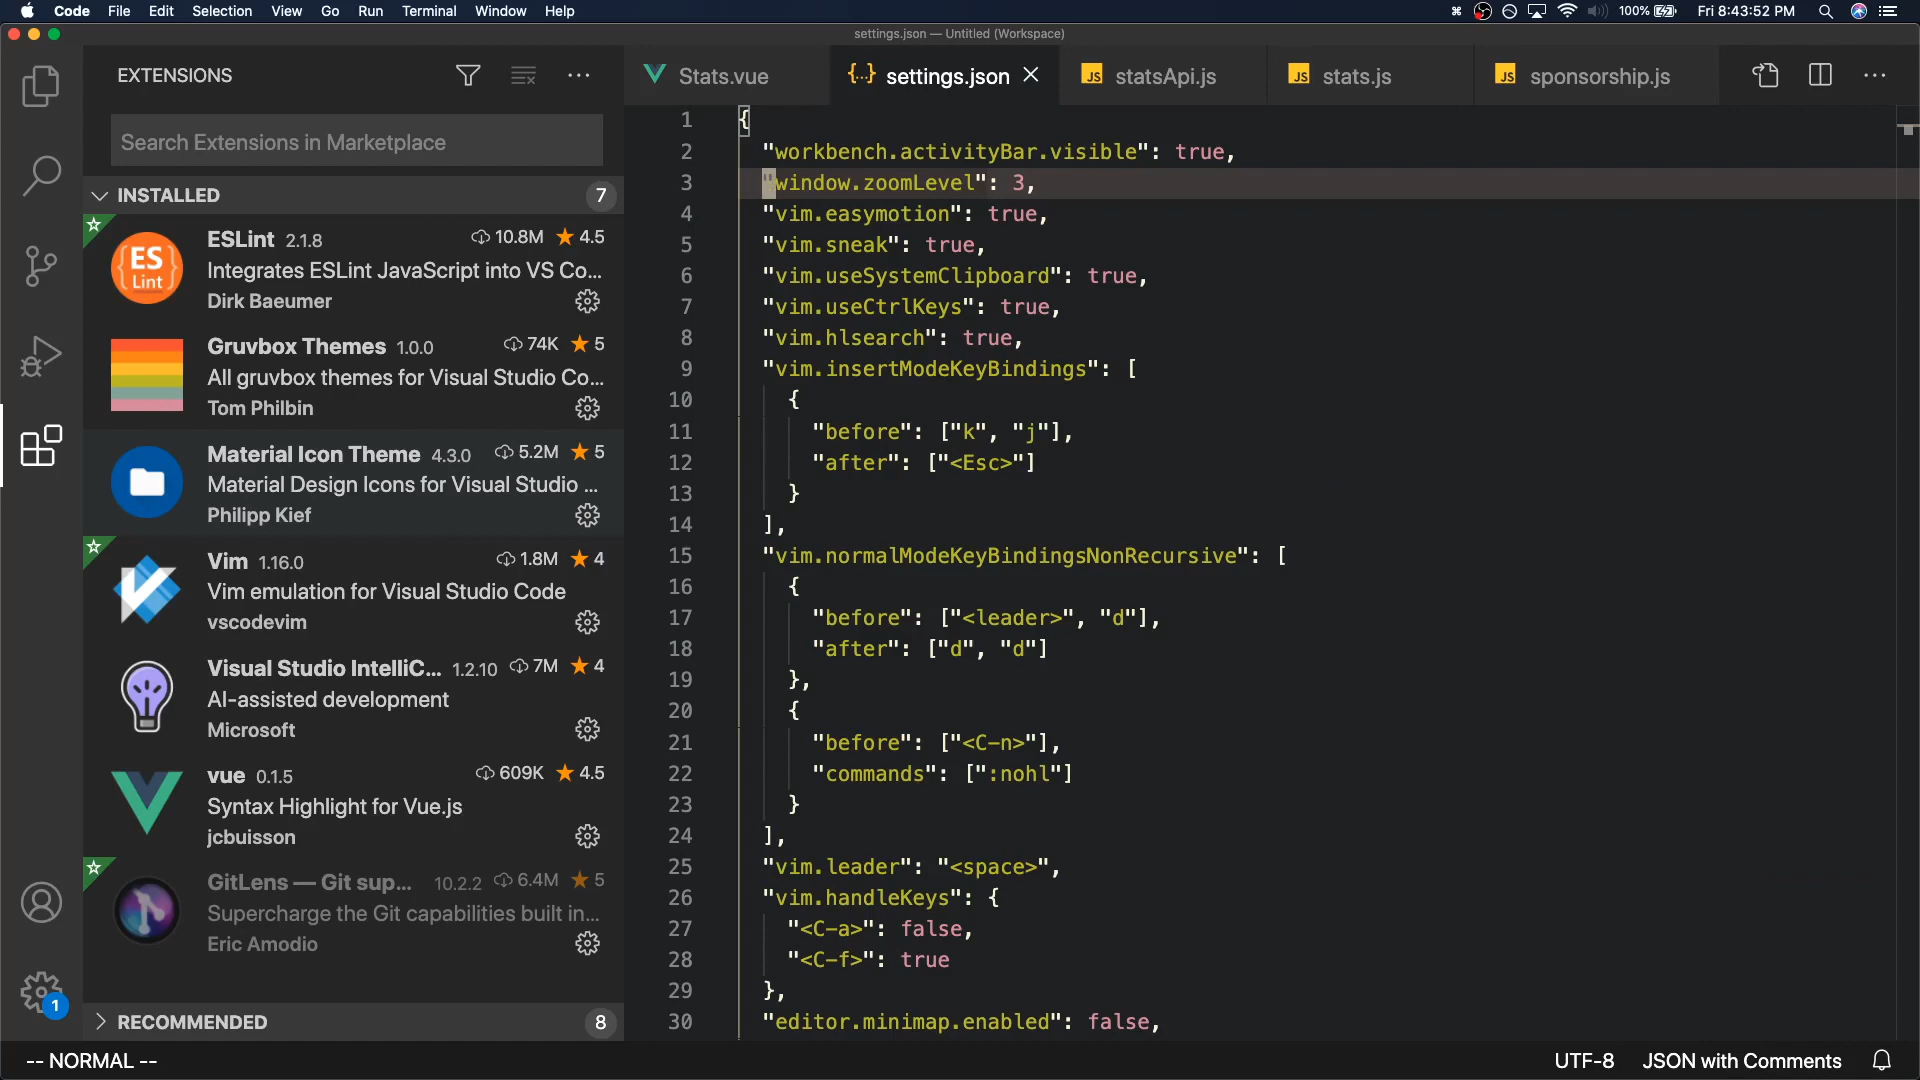 Code File Edit Selection View Go Run Terminal Window Help
100% Fri 8:43:52 PM
settings.json — Untitled (Workspace)
EXTENSIONS
Search Extensions in Marketplace
INSTALLED 7
ESLint 2.1.8 10.8M 4.5
ES
Lint
Integrates ESLint JavaScript into VS Co...
Dirk Baeumer
Gruvbox Themes 1.0.0 74K 5
All gruvbox themes for Visual Studio Co...
Tom Philbin
Material Icon Theme 4.3.0 5.2M 5
Material Design Icons for Visual Studio ...
Philipp Kief
Vim 1.16.0 1.8M 4
Vim emulation for Visual Studio Code
vscodevim
Visual Studio IntelliC... 1.2.10 7M 4
AI-assisted development
Microsoft
vue 0.1.5 609K 4.5
Syntax Highlight for Vue.js
jcbuisson
GitLens — Git sup... 10.2.2 6.4M 5
Supercharge the Git capabilities built in...
Eric Amodio
1
RECOMMENDED 8
Stats.vue {..} settings.json JS statsApi.js JS stats.js JS sponsorship.js
1 {
2 "workbench.activityBar.visible": true,
3 "window.zoomLevel": 3,
4 "vim.easymotion": true,
5 "vim.sneak": true,
6 "vim.useSystemClipboard": true,
7 "vim.useCtrlKeys": true,
8 "vim.hlsearch": true,
9 "vim.insertModeKeyBindings": [
10 {
11 "before": ["k", "j"],
12 "after": ["<Esc>"]
13 }
14 ],
15 "vim.normalModeKeyBindingsNonRecursive": [
16 {
17 "before": ["<leader>", "d"],
18 "after": ["d", "d"]
19 },
20 {
21 "before": ["<C-n>"],
22 "commands": [":nohl"]
23 }
24 ],
25 "vim.leader": "<space>",
26 "vim.handleKeys": {
27 "<C-a>": false,
28 "<C-f>": true
29 },
30 "editor.minimap.enabled": false,
-- NORMAL --
UTF-8 JSON with Comments